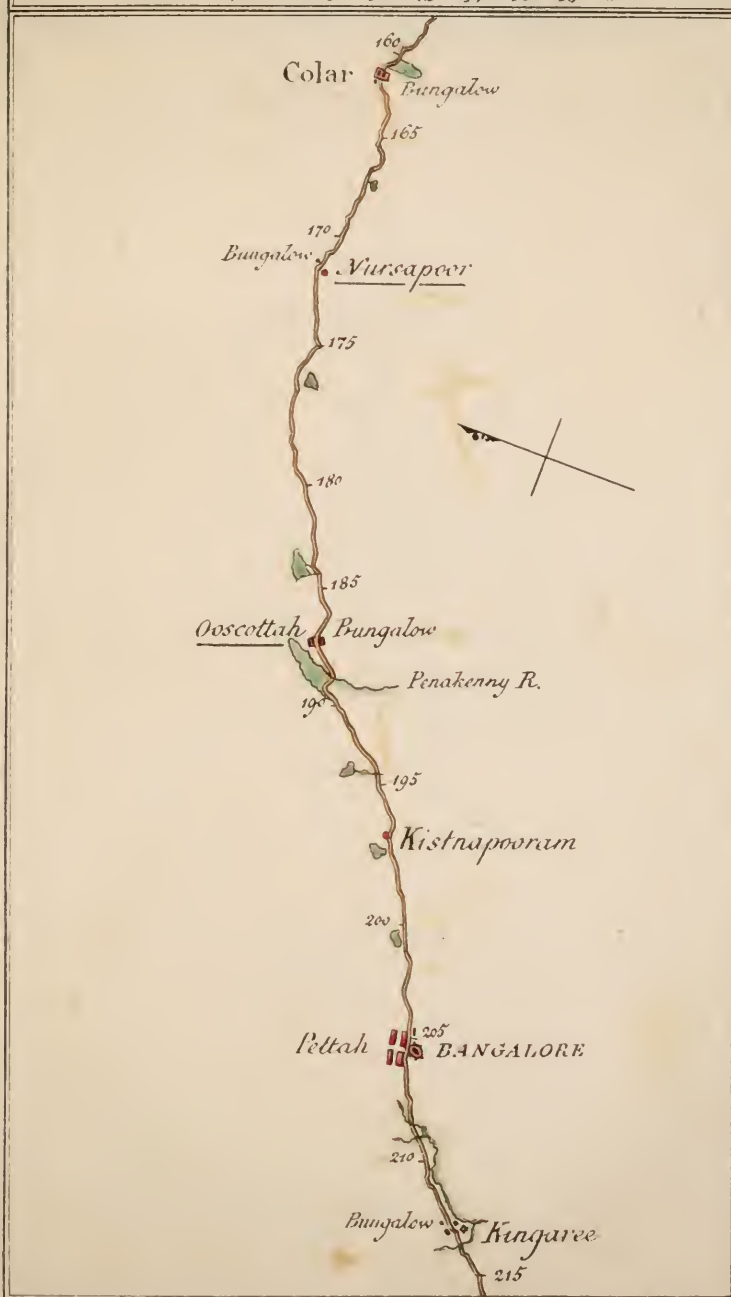 160
Colar
Bungalow
165
170
Bungalow
Nursapoor
175
180
185
Ooscottah Bungalow
Penakenny R.
190
195
Kistnapooram
200
205
Pettah BANGALORE
210
Bungalow Kingaree
215